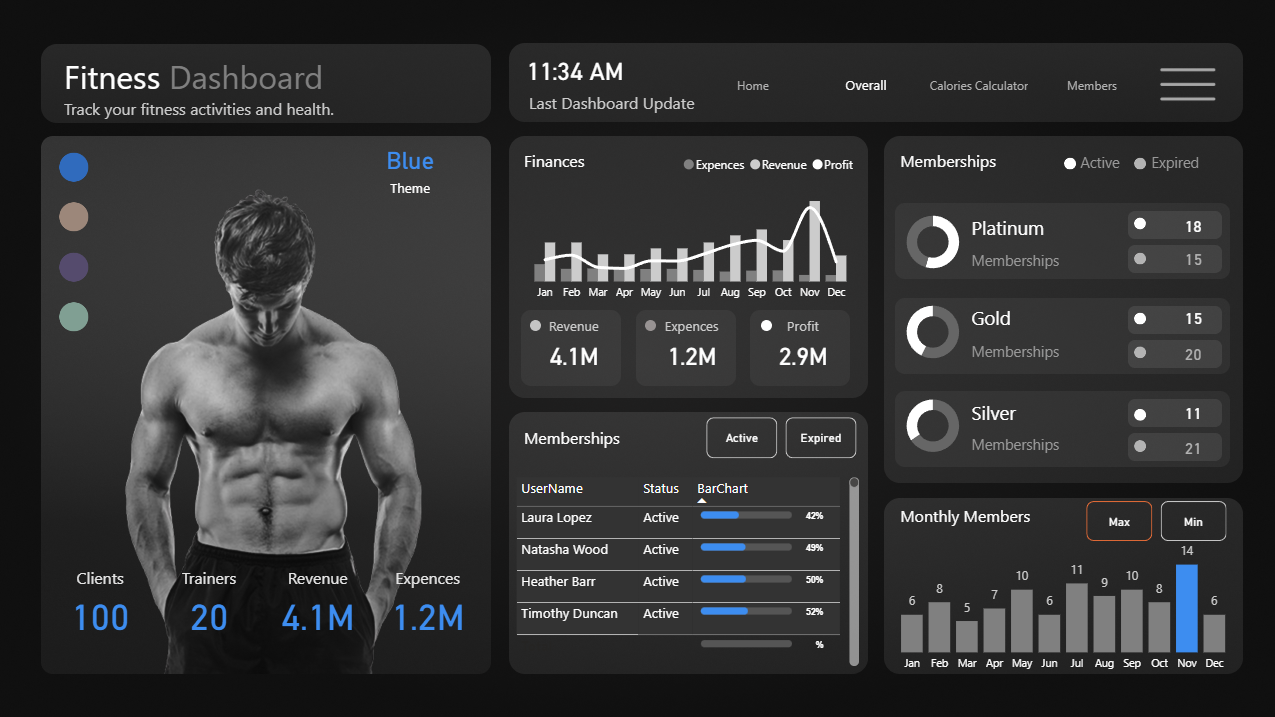 Fitness Dashboard
Track your fitness activities and health.
11:34 AM
Last Dashboard Update
Home
Overall
Calories Calculator
Members
Blue
Theme
Clients
Trainers
Revenue
Expences
100
20
4.1M
1.2M
Finances
Expences Revenue Profit
Jan Feb Mar Apr May Jun Jul Aug Sep Oct Nov Dec
Revenue
4.1M
Expences
1.2M
Profit
2.9M
Memberships
Active
Expired
UserName Status BarChart
Laura Lopez Active 42%
Natasha Wood Active 49%
Heather Barr Active 50%
Timothy Duncan Active 52%
%
Memberships
Active Expired
Platinum
Memberships
18
15
Gold
Memberships
15
20
Silver
Memberships
11
21
Monthly Members
Max
Min
6 8 5 7 10 6 11 9 10 8 14 6
Jan Feb Mar Apr May Jun Jul Aug Sep Oct Nov Dec